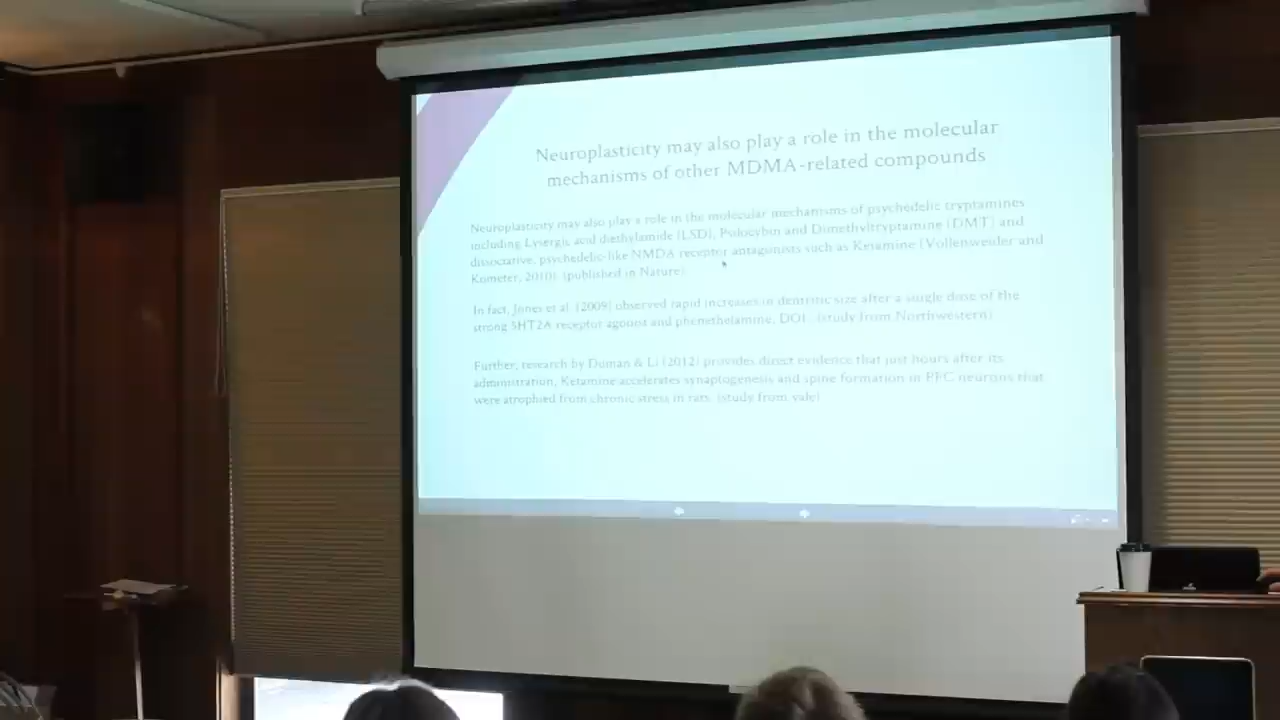 Neuroplasticity may also play a role in the molecular
mechanisms of other MDMA-related compounds
Neuroplasticity may also play a role in the molecular mechanisms of psychedelic tryptamines
including Lysergic acid diethylamide (LSD), Psilocybin and Dimethyltryptamine (DMT) and
dissociative, psychedelic-like NMDA receptor antagonists such as Ketamine (Vollenweider and
Kometer, 2010). (published in Nature)
In fact, Jones et al. (2009) observed rapid increases in dentritic size after a single dose of the
strong 5HT2A receptor agonist and phenethelamine, DOI. (study from Northwestern)
Further, research by Duman & Li (2012) provides direct evidence that just hours after its
administration, Ketamine accelerates synaptogenesis and spine formation in PFC neurons that
were atrophied from chronic stress in rats. (study from yale)